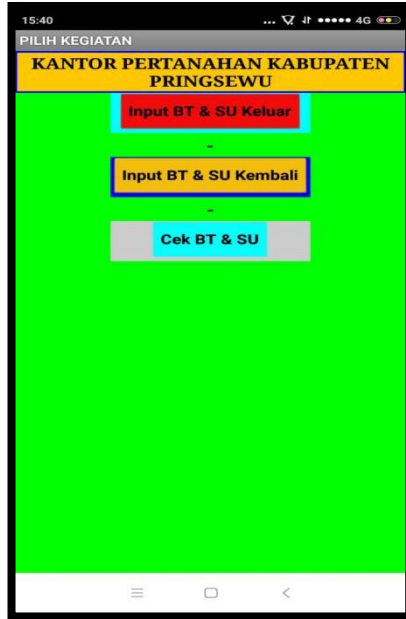 15:40 ... 4G
PILIH KEGIATAN
KANTOR PERTANAHAN KABUPATEN
PRINGSEWU
Input BT & SU Keluar
-
Input BT & SU Kembali
-
Cek BT & SU